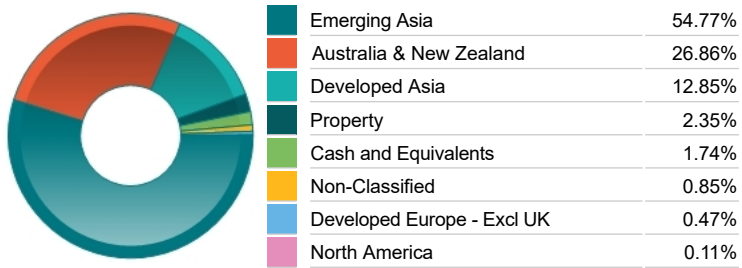 Emerging Asia 54.77%
Australia & New Zealand 26.86%
Developed Asia 12.85%
Property 2.35%
Cash and Equivalents 1.74%
Non-Classified 0.85%
Developed Europe - Excl UK 0.47%
North America 0.11%